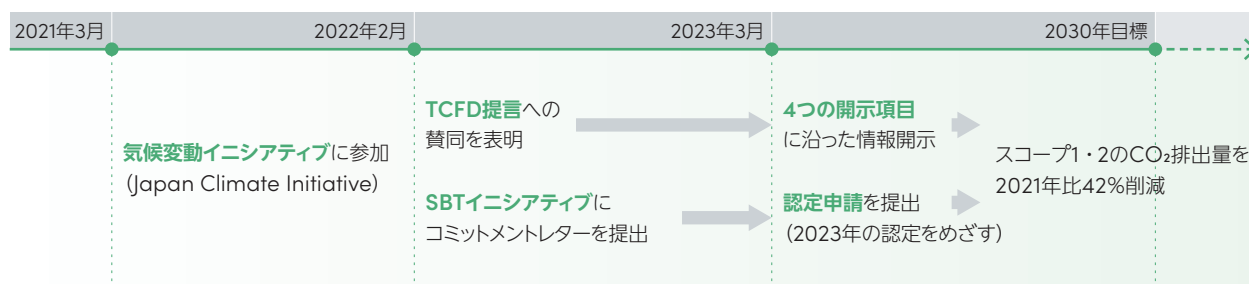 2021年3月
2022年2月
2023年3月
2030年目標
気候変動イニシアティブに参加
(Japan Climate Initiative)
TCFD提言への
賛同を表明
SBTイニシアティブに
コミットメントレターを提出
4つの開示項目
に沿った情報開示
認定申請を提出
(2023年の認定をめざす)
スコープ1・2のCO₂排出量を
2021年比42%削減